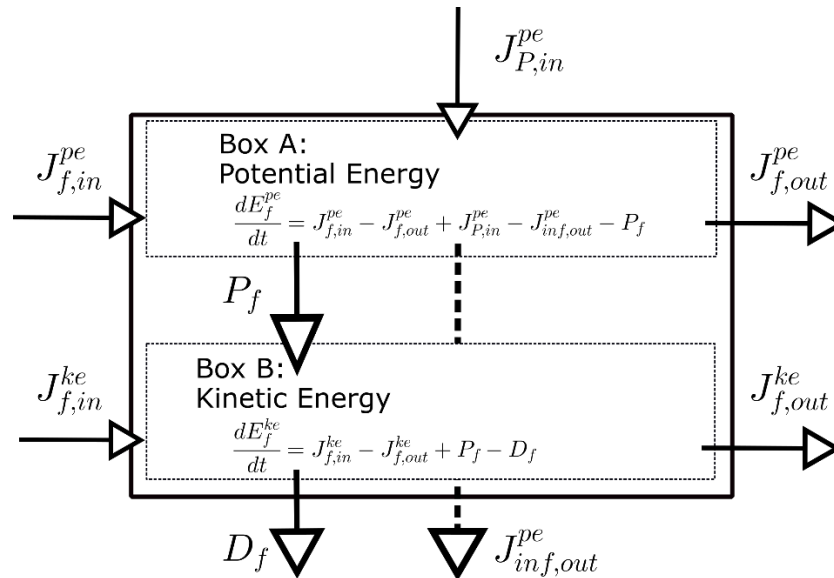 J^{pe}_{P,in}
J^{pe}_{f,in}
J^{pe}_{f,out}
Box A:
Potential Energy
\frac{dE^{pe}_f}{dt} = J^{pe}_{f,in} - J^{pe}_{f,out} + J^{pe}_{P,in} - J^{pe}_{inf,out} - P_f
P_f
J^{ke}_{f,in}
J^{ke}_{f,out}
Box B:
Kinetic Energy
\frac{dE^{ke}_f}{dt} = J^{ke}_{f,in} - J^{ke}_{f,out} + P_f - D_f
D_f
J^{pe}_{inf,out}